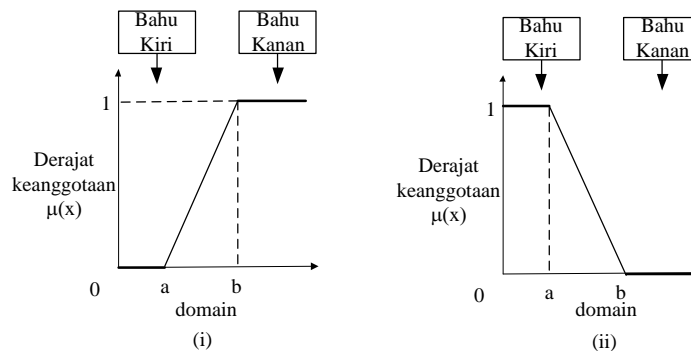 Bahu
Kiri
Bahu
Kanan
1
Derajat
keanggotaan
μ(x)
0
a
b
domain
(i)
Bahu
Kiri
Bahu
Kanan
1
Derajat
keanggotaan
μ(x)
0
a
b
domain
(ii)